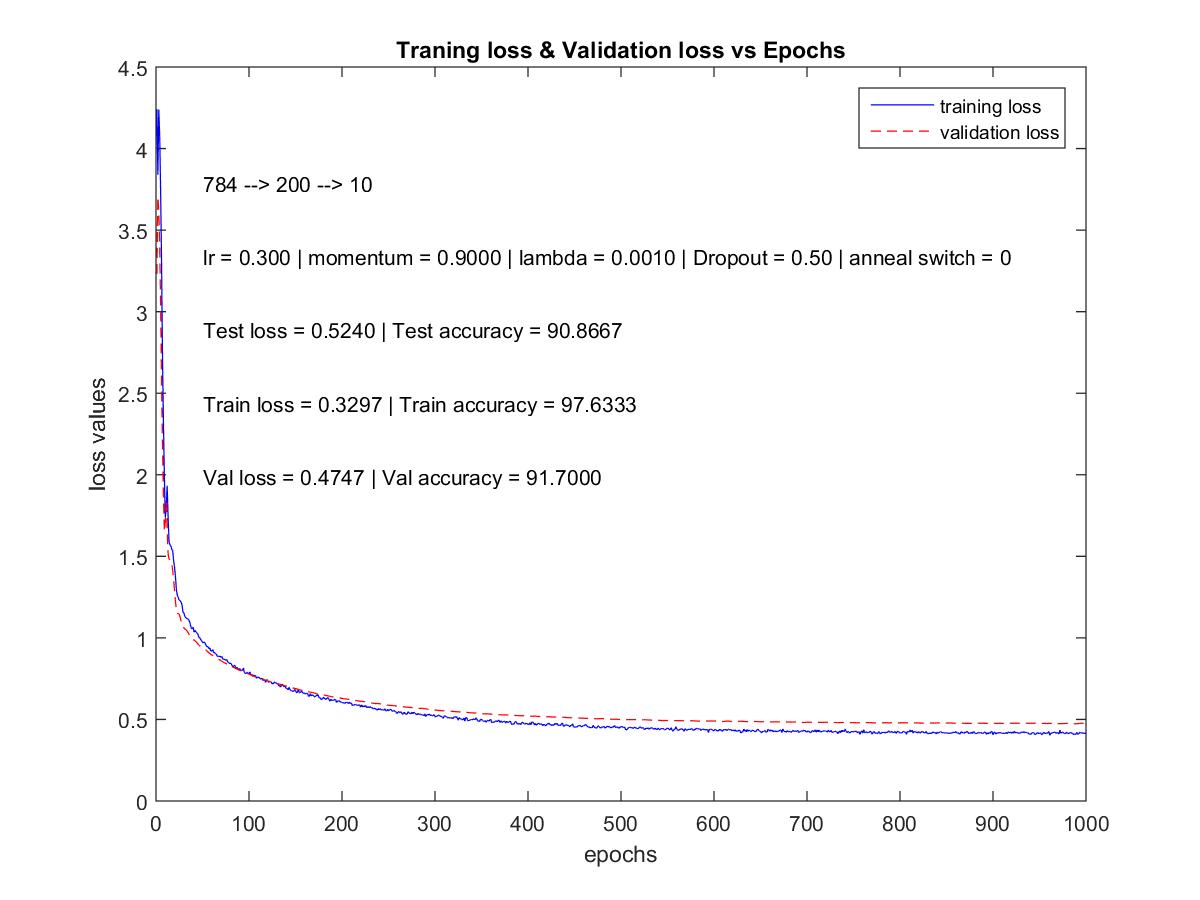 Traning loss & Validation loss vs Epochs
4.5
4
3.5
3
2.5
2
1.5
1
0.5
0
loss values
training loss
validation loss
784 --> 200 --> 10
lr = 0.300 | momentum = 0.9000 | lambda = 0.0010 | Dropout = 0.50 | anneal switch = 0
Test loss = 0.5240 | Test accuracy = 90.8667
Train loss = 0.3297 | Train accuracy = 97.6333
Val loss = 0.4747 | Val accuracy = 91.7000
0 100 200 300 400 500 600 700 800 900 1000
epochs